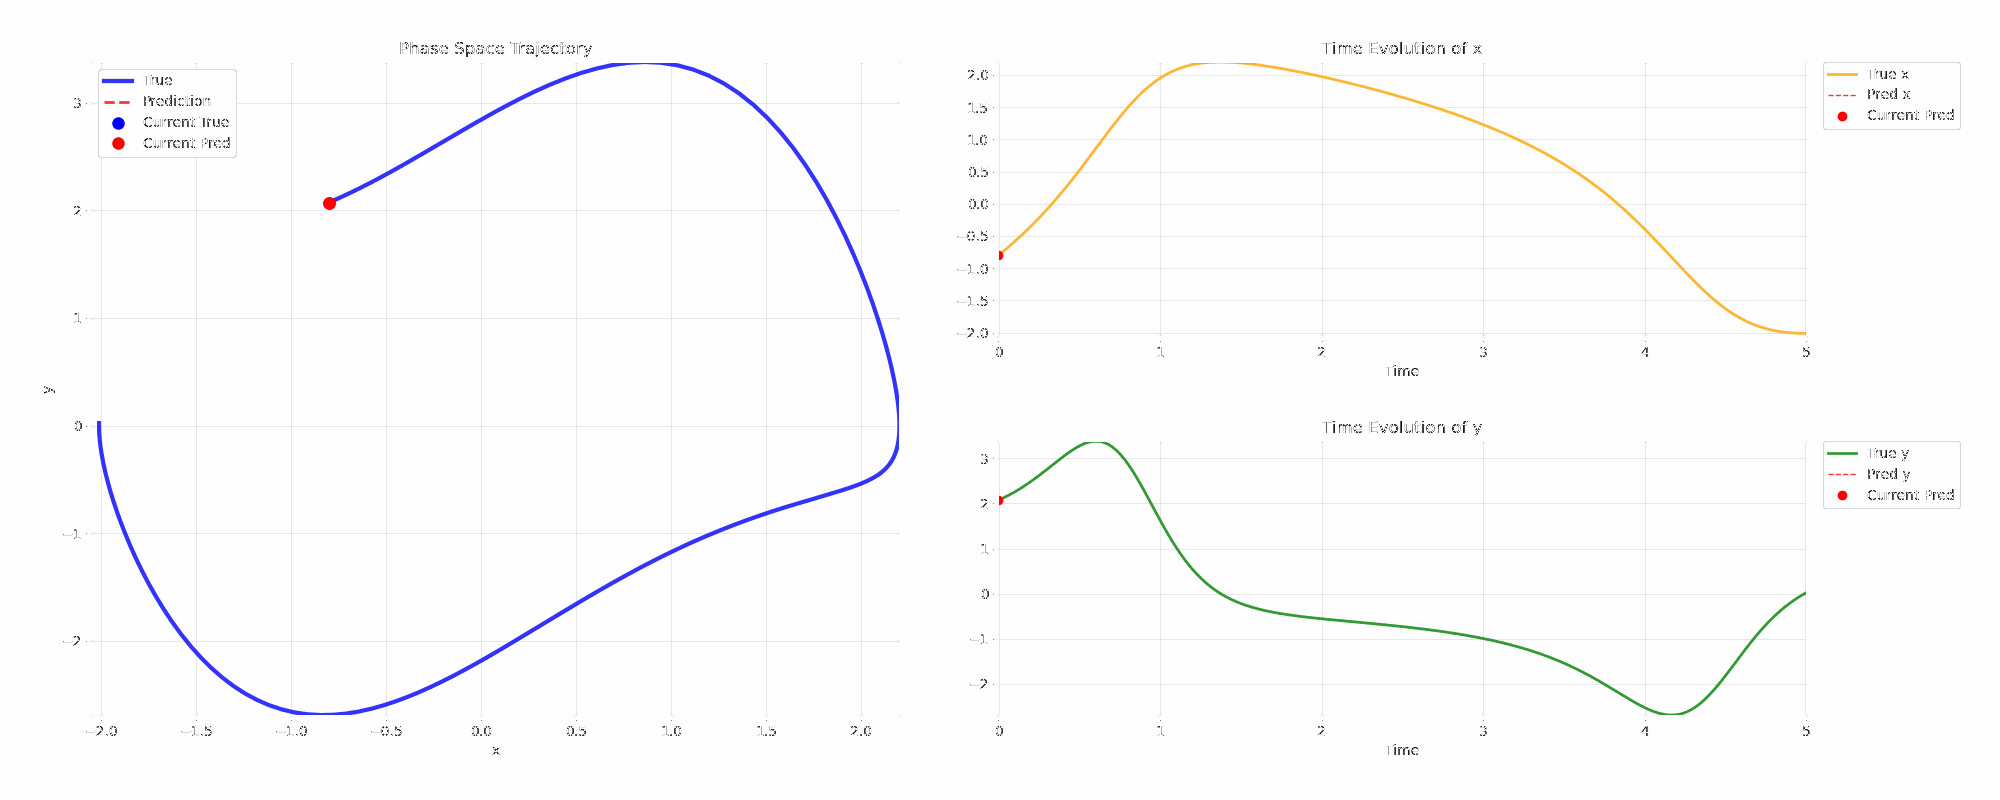 Phase Space Trajectory
True
Prediction
Current True
Current Pred
3
2
1
0
−1
−2
y
−2.0 −1.5 −1.0 −0.5 0.0 0.5 1.0 1.5 2.0
x
Time Evolution of x
True x
Pred x
Current Pred
2.0
1.5
1.0
0.5
0.0
−0.5
−1.0
−1.5
−2.0
0 1 2 3 4 5
Time
Time Evolution of y
True y
Pred y
Current Pred
3
2
1
0
−1
−2
0 1 2 3 4 5
Time